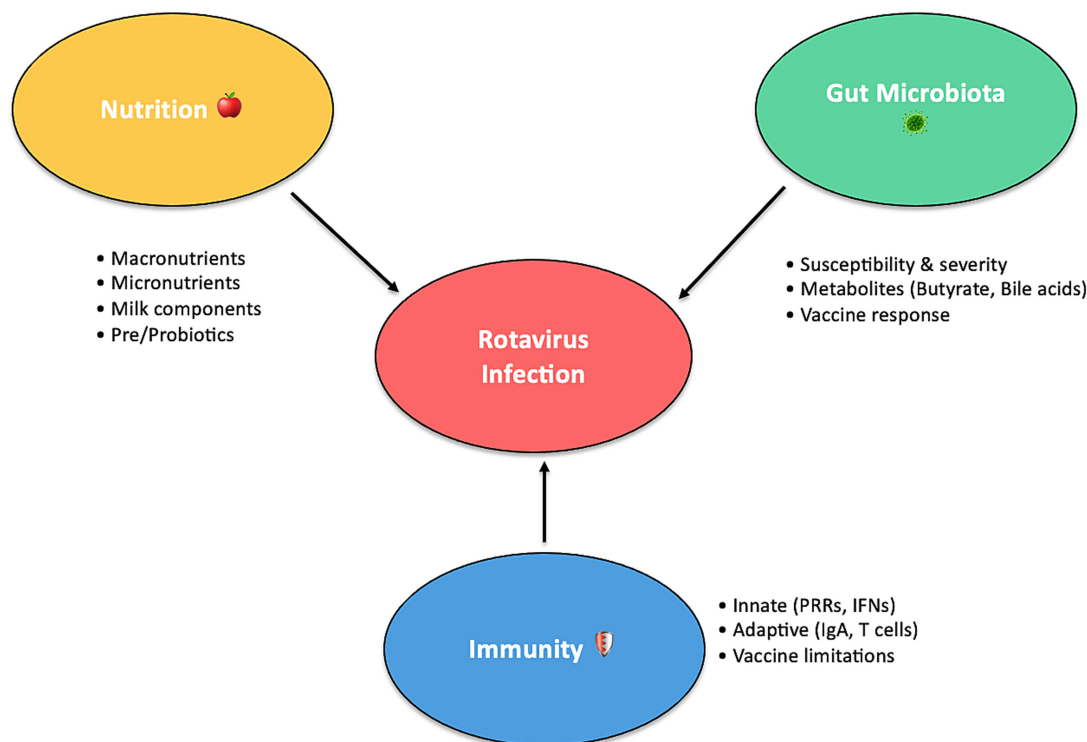 Nutrition
Gut Microbiota
• Macronutrients
• Micronutrients
• Milk components
• Pre/Probiotics
• Susceptibility & severity
• Metabolites (Butyrate, Bile acids)
• Vaccine response
Rotavirus
Infection
Immunity
• Innate (PRRs, IFNs)
• Adaptive (IgA, T cells)
• Vaccine limitations